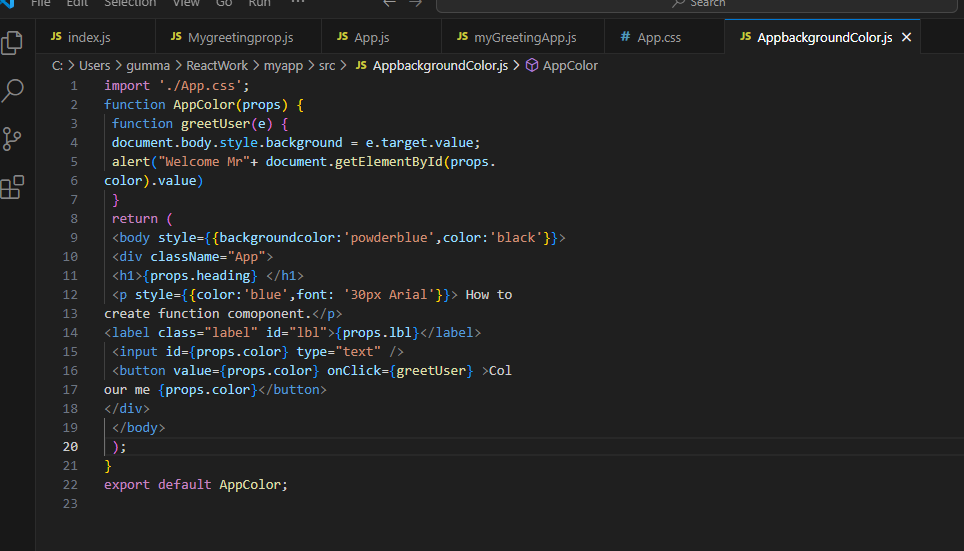 File Edit Selection View Go Run ··· Search
JS index.js JS Mygreetingprop.js JS App.js JS myGreetingApp.js # App.css JS AppbackgroundColor.js
C: > Users > gumma > ReactWork > myapp > src > JS AppbackgroundColor.js > AppColor
1 import './App.css';
2 function AppColor(props) {
3 function greetUser(e) {
4 document.body.style.background = e.target.value;
5 alert("Welcome Mr"+ document.getElementById(props.
6 color).value)
7 }
8 return (
9 <body style={{backgroundcolor:'powderblue',color:'black'}}>
10 <div className="App">
11 <h1>{props.heading} </h1>
12 <p style={{color:'blue',font: '30px Arial'}}> How to
13 create function comoponent.</p>
14 <label class="label" id="lbl">{props.lbl}</label>
15 <input id={props.color} type="text" />
16 <button value={props.color} onClick={greetUser} >Col
17 our me {props.color}</button>
18 </div>
19 </body>
20 );
21 }
22 export default AppColor;
23